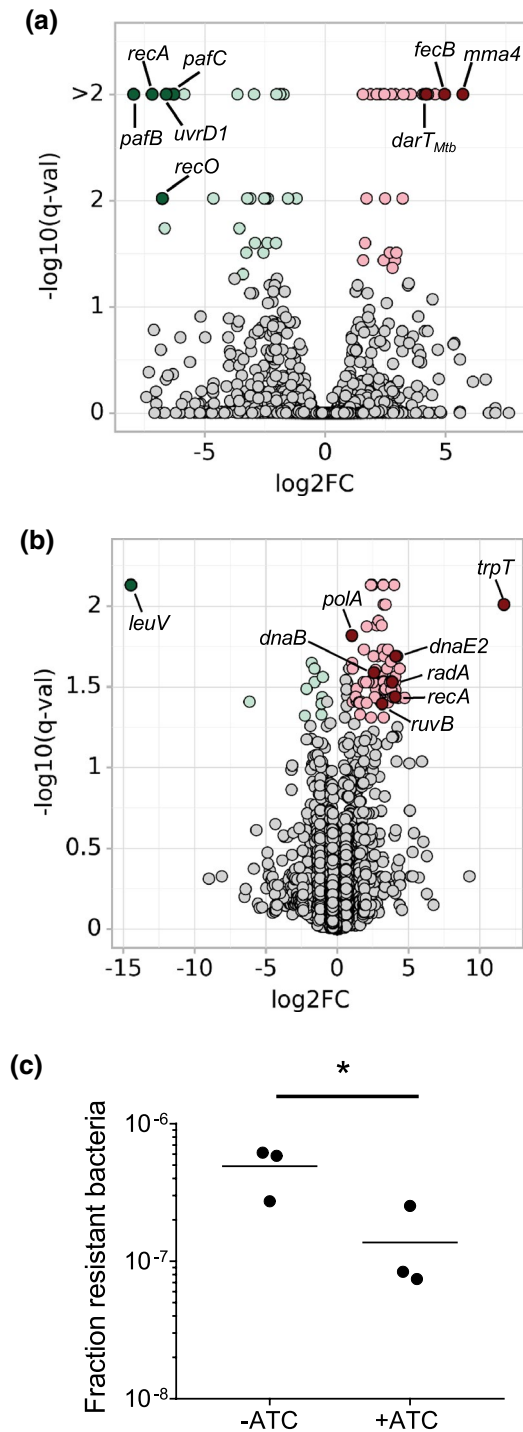 (a)
recA
pafC
fecB
mma4
>2
pafB
uvrD1
darT_Mtb
recO
2
1
0
-log10(q-val)
-5
0
5
log2FC
(b)
trpT
2
leuV
polA
dnaB
dnaE2
radA
1.5
recA
ruvB
1
0.5
0
-log10(q-val)
-15
-10
-5
0
5
10
log2FC
(c)
*
10^-6
10^-7
10^-8
Fraction resistant bacteria
-ATC
+ATC